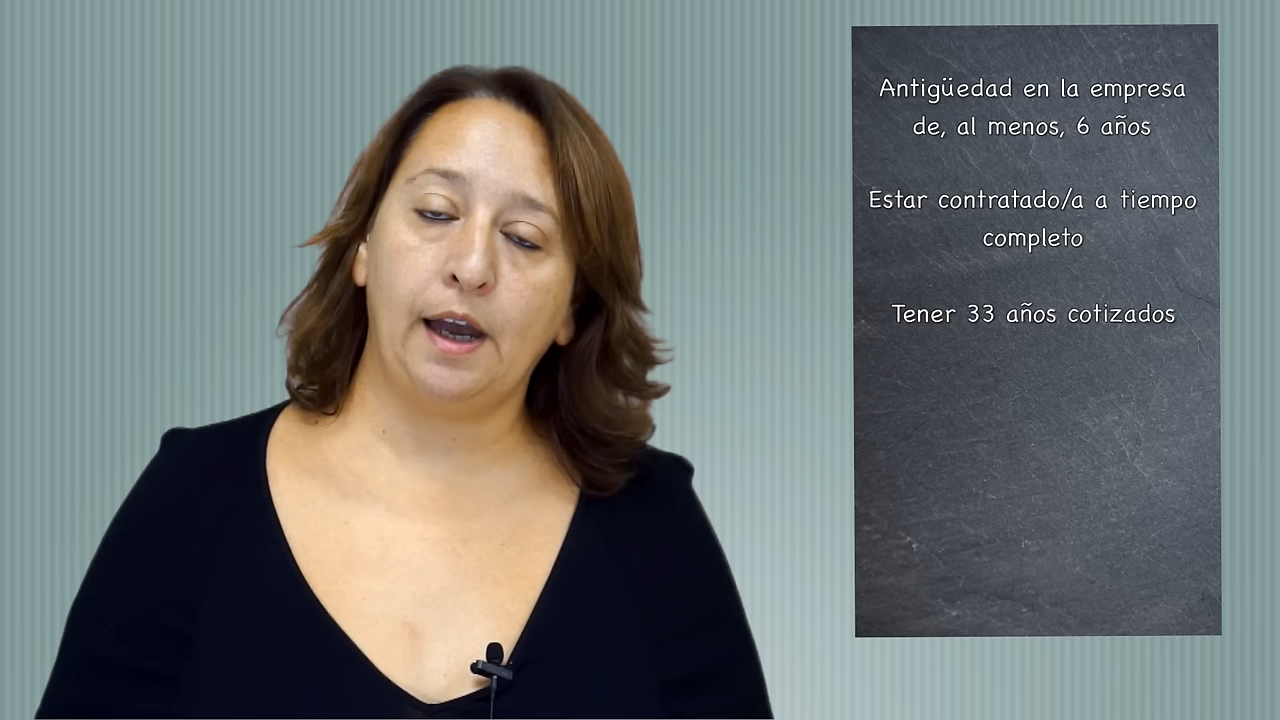 Antigüedad en la empresa
de, al menos, 6 años
Estar contratado/a a tiempo
completo
Tener 33 años cotizados